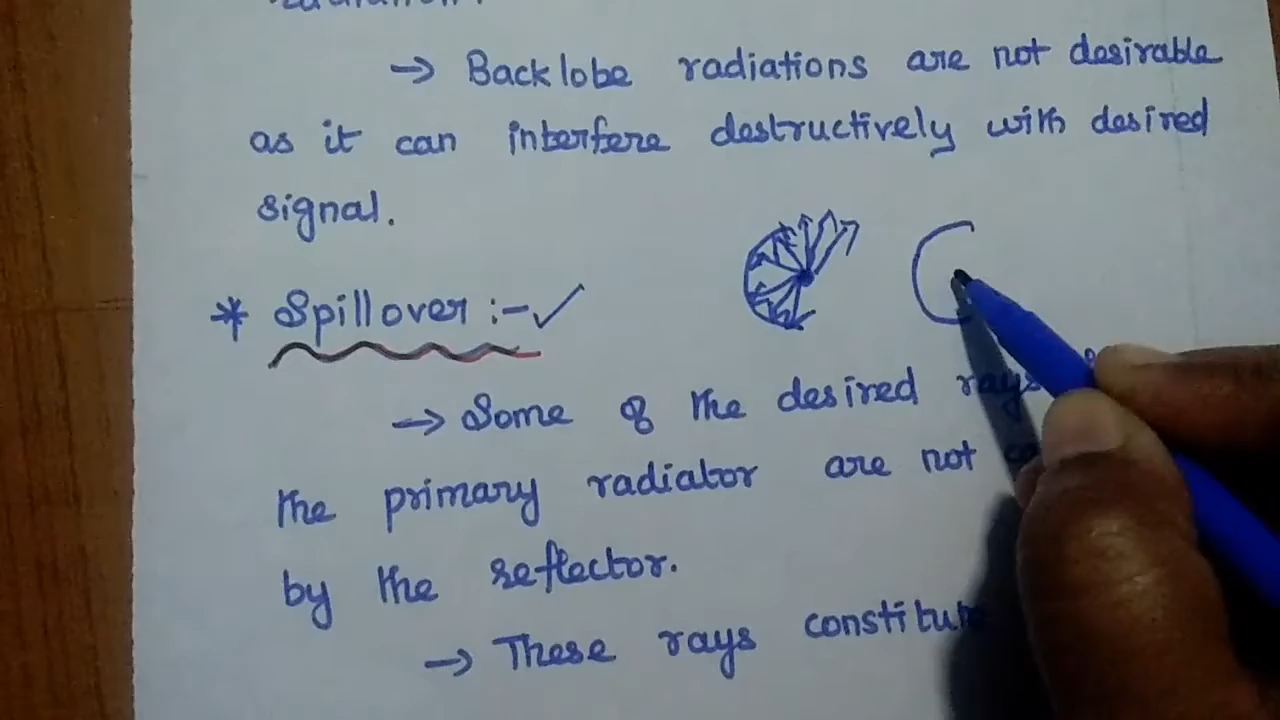 → Backlobe radiations are not desirable
as it can interfere destructively with desired
signal.
* Spillover :- ✓
→ Some of the desired rays
the primary radiator are not
by the reflector.
→ These rays